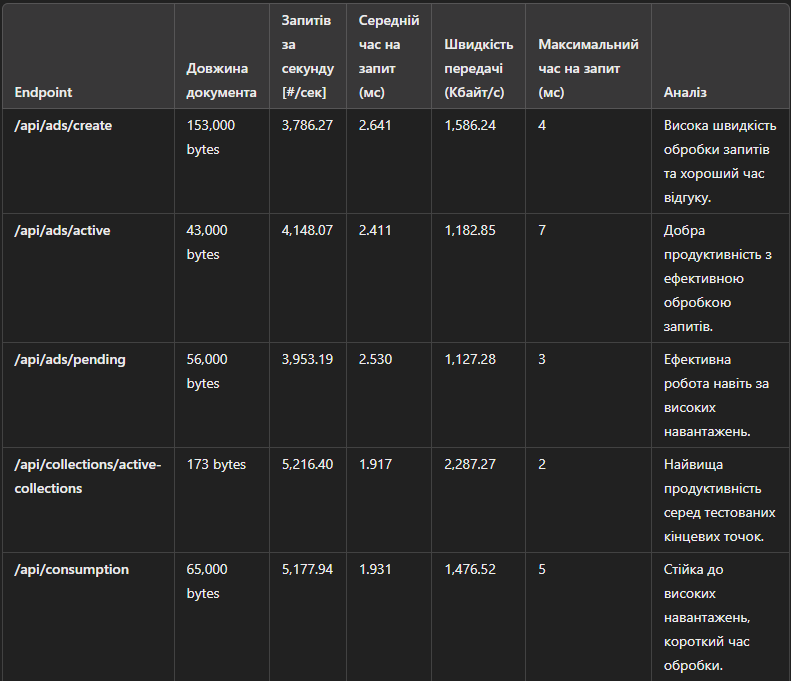 Endpoint
Довжина
документа
Запитів
за
секунду
[#/сек]
Середній
час на
запит
(мс)
Швидкість
передачі
(Кбайт/с)
Максимальний
час на запит
(мс)
Аналіз
/api/ads/create
153,000
bytes
3,786.27
2.641
1,586.24
4
Висока швидкість
обробки запитів
та хороший час
відгуку.
/api/ads/active
43,000
bytes
4,148.07
2.411
1,182.85
7
Добра
продуктивність з
ефективною
обробкою
запитів.
/api/ads/pending
56,000
bytes
3,953.19
2.530
1,127.28
3
Ефективна
робота навіть за
високих
навантажень.
/api/collections/active-
collections
173 bytes
5,216.40
1.917
2,287.27
2
Найвища
продуктивність
серед тестованих
кінцевих точок.
/api/consumption
65,000
bytes
5,177.94
1.931
1,476.52
5
Стійка до
високих
навантажень,
короткий час
обробки.